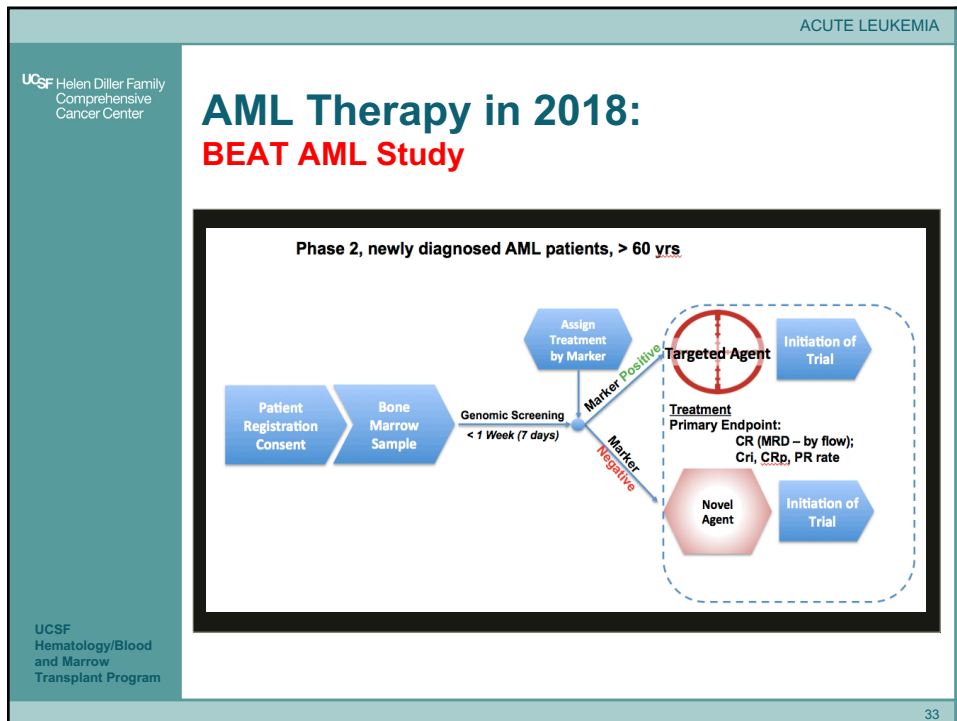 ACUTE LEUKEMIA
UCSF Helen Diller Family
Comprehensive
Cancer Center
AML Therapy in 2018:
BEAT AML Study
Phase 2, newly diagnosed AML patients, > 60 yrs
Patient
Registration
Consent
Bone
Marrow
Sample
Genomic Screening
< 1 Week (7 days)
Assign
Treatment
by Marker
Marker Positive
Targeted Agent
Initiation of
Trial
Treatment
Primary Endpoint:
CR (MRD – by flow);
Cri, CRp, PR rate
Marker
Negative
Novel
Agent
Initiation of
Trial
UCSF
Hematology/Blood
and Marrow
Transplant Program
33